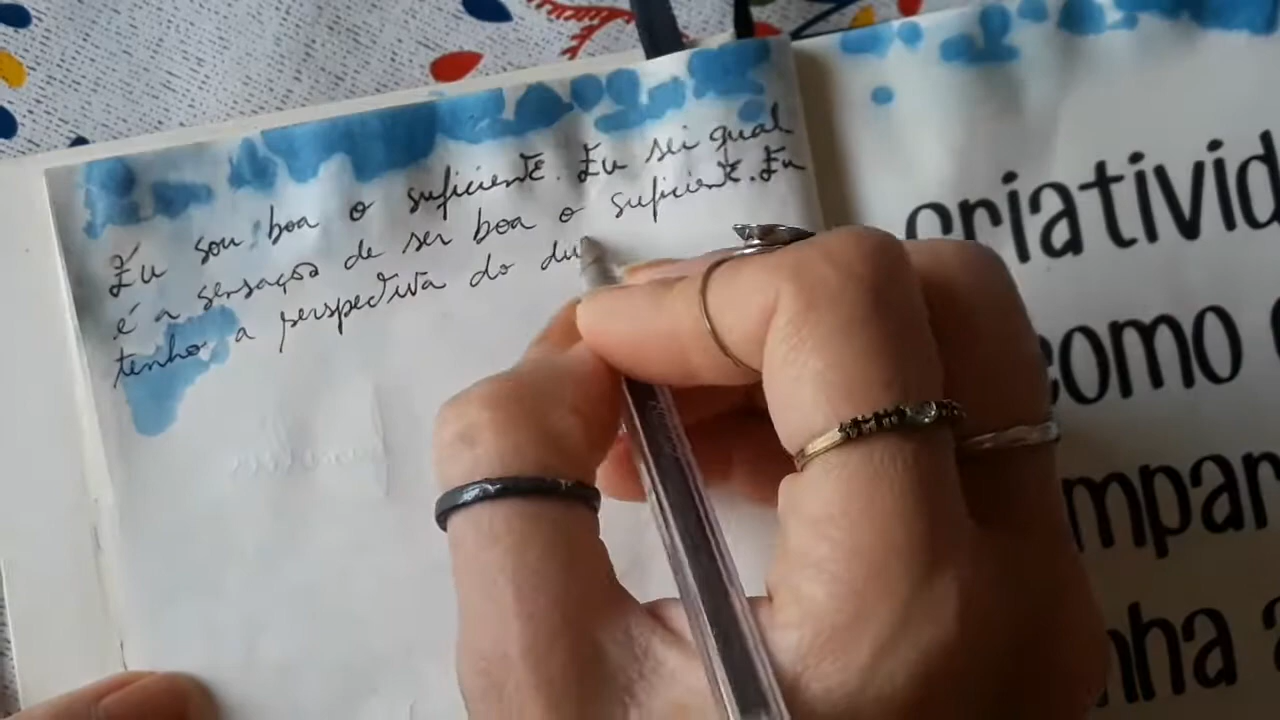 Eu sou boa o suficiente. Eu sei qual
é a sensação de ser boa o suficiente. Eu
tenho a perspectiva do du
criativid
como
mpar
nha a